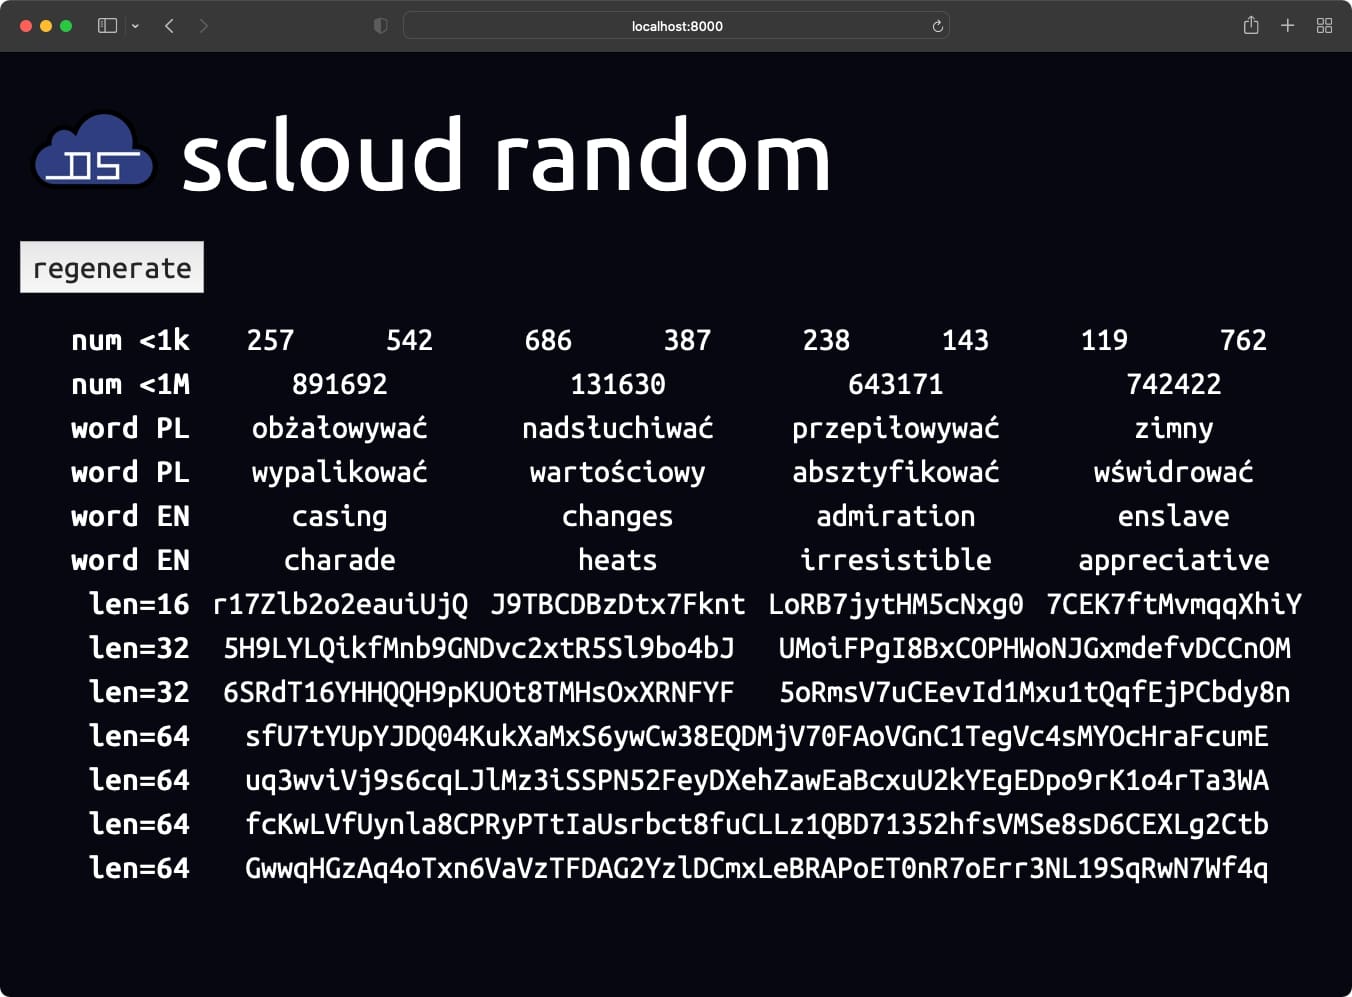 localhost:8000
DS scloud random
regenerate
num <1k 257 542 686 387 238 143 119 762
num <1M 891692 131630 643171 742422
word PL obżałowywać nadsłuchiwać przepiłowywać zimny
word PL wypalikować wartościowy absztyfikować wświdrować
word EN casing changes admiration enslave
word EN charade heats irresistible appreciative
len=16 r17Zlb2o2eauiUjQ J9TBCDBzDtx7Fknt LoRB7jytHM5cNxg0 7CEK7ftMvmqqXhiY
len=32 5H9LYLQikfMnb9GNDvc2xtR5Sl9bo4bJ UMoiFPgI8BxCOPHWoNJGxmdefvDCCnOM
len=32 6SRdT16YHHQQH9pKUOt8TMHsOxXRNFYF 5oRmsV7uCEevId1Mxu1tQqfEjPCbdy8n
len=64 sfU7tYUpYJDQ04KukXaMxS6ywCw38EQDMjV70FAoVGnC1TegVc4sMYOcHraFcumE
len=64 uq3wviVj9s6cqLJlMz3iSSPN52FeyDXehZawEaBcxuU2kYEgEDpo9rK1o4rTa3WA
len=64 fcKwLVfUynla8CPRyPTtIaUsrbct8fuCLLz1QBD71352hfsVMSe8sD6CEXLg2Ctb
len=64 GwwqHGzAq4oTxn6VaVzTFDAG2YzlDCmxLeBRAPoET0nR7oErr3NL19SqRwN7Wf4q